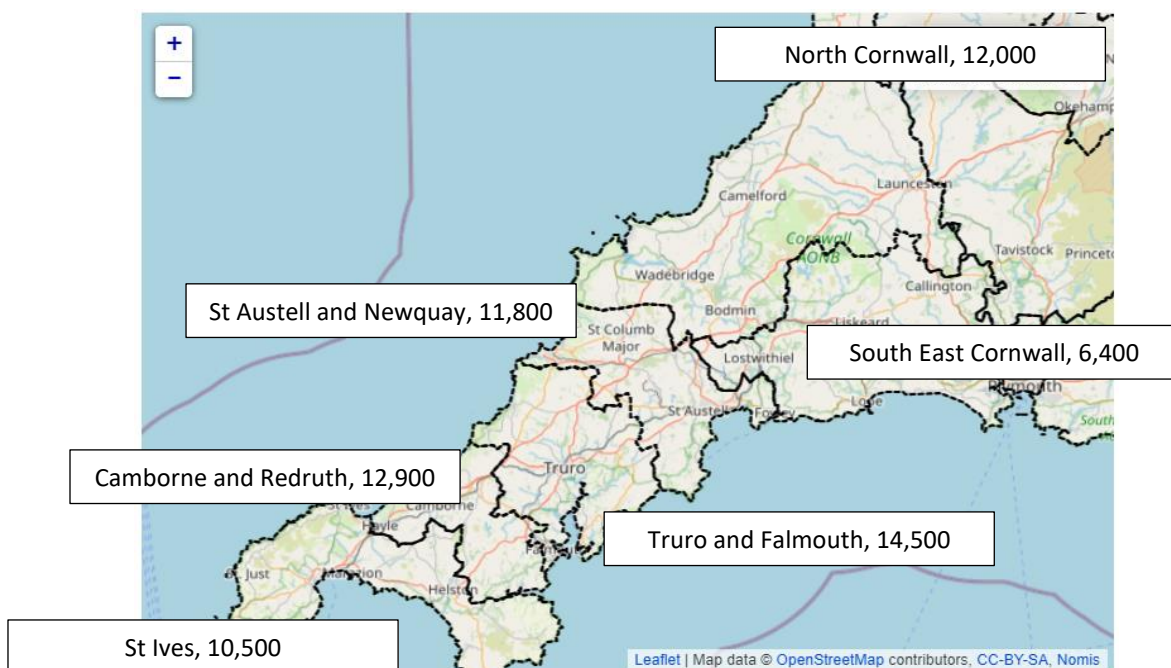 +
−
North Cornwall, 12,000
Okehamp
Launceston
Camelford
Cornwall
AONB
Tavistock
Princet
Wadebridge
Callington
St Austell and Newquay, 11,800
Bodmin
St Columb
Major
Liskeard
Lostwithiel
South East Cornwall, 6,400
Plymouth
St Austell
Fowey
Looe
South
Camborne and Redruth, 12,900
Truro
St Ives
Camborne
Hayle
Truro and Falmouth, 14,500
Falmouth
St Just
Marazion
Helston
St Ives, 10,500
Leaflet | Map data © OpenStreetMap contributors, CC-BY-SA, Nomis